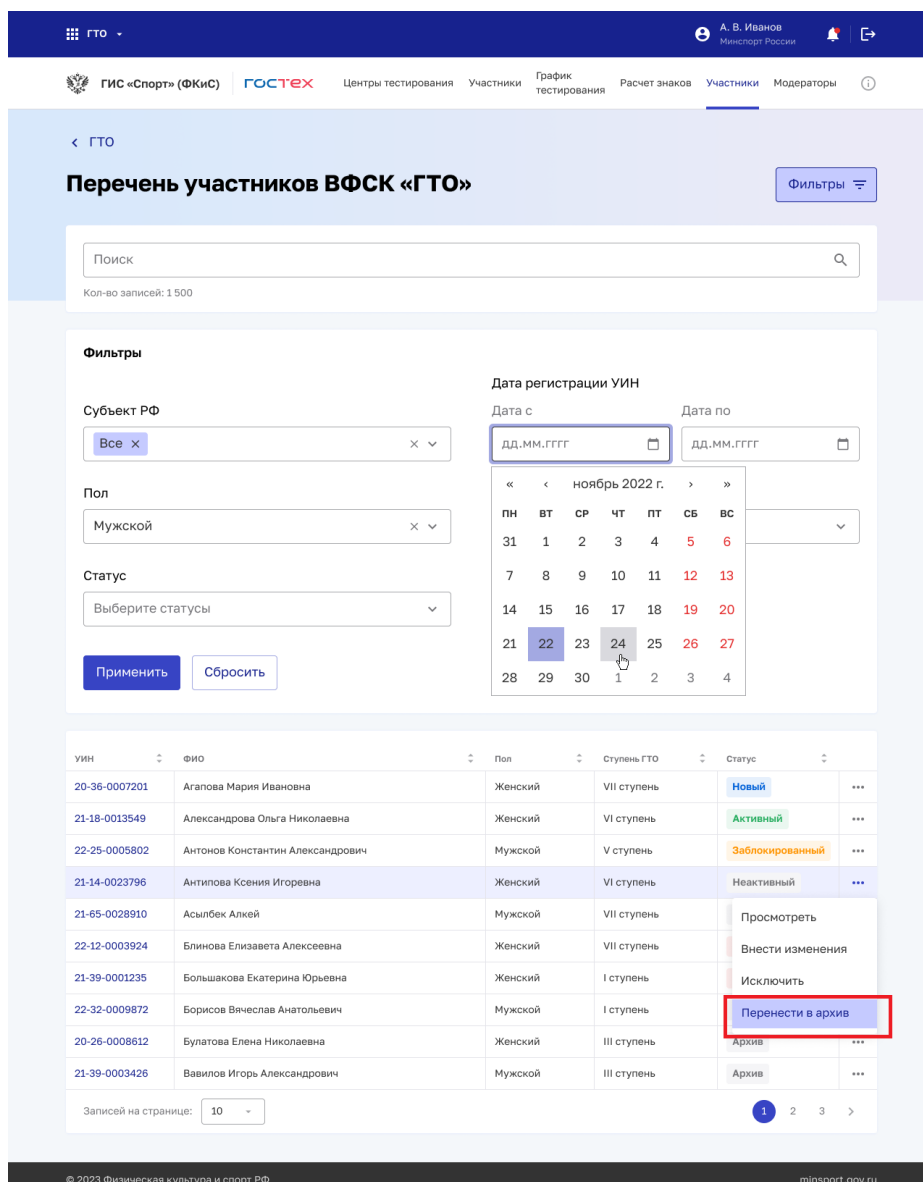 ГТО
А. В. Иванов
Минспорт России
ГИС «Спорт» (ФКиС)
ГОСТЕХ
Центры тестирования
Участники
График тестирования
Расчет знаков
Участники
Модераторы
ГТО
Перечень участников ВФСК «ГТО»
Фильтры
Поиск
Кол-во записей: 1 500
Фильтры
Дата регистрации УИН
Субъект РФ
Дата с
Дата по
Все ×
дд.мм.гггг
дд.мм.гггг
« ‹ ноябрь 2022 г. › »
Пол
Мужской
ПН ВТ СР ЧТ ПТ СБ ВС
31 1 2 3 4 5 6
Статус
7 8 9 10 11 12 13
Выберите статусы
14 15 16 17 18 19 20
21 22 23 24 25 26 27
Применить
Сбросить
28 29 30 1 2 3 4
УИН ФИО Пол Ступень ГТО Статус
20-36-0007201 Агапова Мария Ивановна Женский VII ступень Новый
21-18-0013549 Александрова Ольга Николаевна Женский VI ступень Активный
22-25-0005802 Антонов Константин Александрович Мужской V ступень Заблокированный
21-14-0023796 Антипова Ксения Игоревна Женский VI ступень Неактивный
21-65-0028910 Асылбек Алкей Мужской VII ступень
Просмотреть
22-12-0003924 Блинова Елизавета Алексеевна Женский VII ступень
Внести изменения
21-39-0001235 Большакова Екатерина Юрьевна Женский I ступень
Исключить
22-32-0009872 Борисов Вячеслав Анатольевич Мужской I ступень
Перенести в архив
20-26-0008612 Булатова Елена Николаевна Женский III ступень Архив
21-39-0003426 Вавилов Игорь Александрович Мужской III ступень Архив
Записей на странице: 10
1 2 3 ›
© 2023 Физическая культура и спорт РФ
minsport.gov.ru